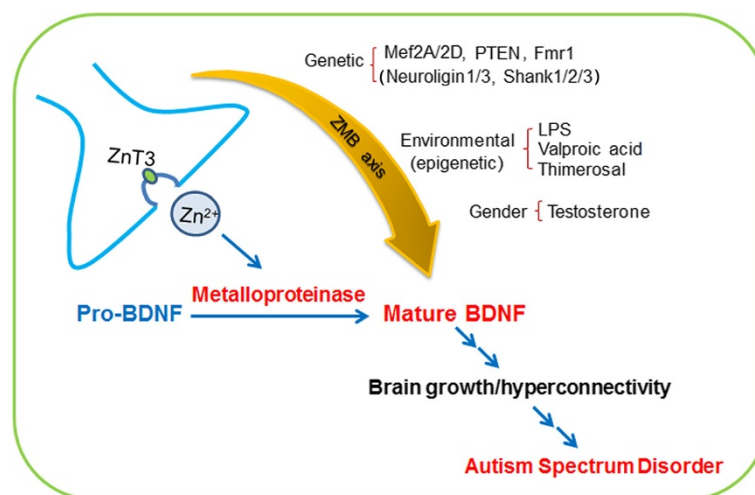 Genetic
Mef2A/2D, PTEN, Fmr1
(Neuroligin1/3, Shank1/2/3)
ZMB axis
Environmental
(epigenetic)
LPS
Valproic acid
Thimerosal
Gender
Testosterone
ZnT3
Zn2+
Metalloproteinase
Pro-BDNF
Mature BDNF
Brain growth/hyperconnectivity
Autism Spectrum Disorder